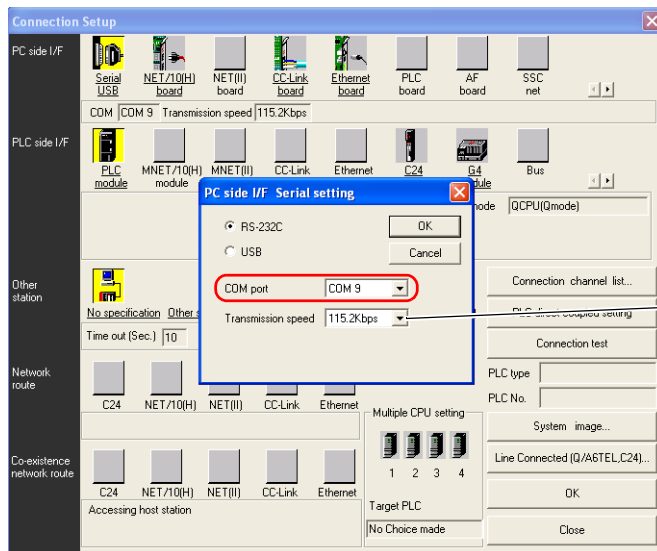 Connection Setup
PC side I/F
Serial USB
NET/10(H) board
NET(II) board
CC-Link board
Ethernet board
PLC board
AF board
SSC net
COM COM 9 Transmission speed 115.2Kbps
PLC side I/F
PLC module
MNET/10(H) module
MNET(II)
CC-Link
Ethernet
C24
G4
Bus
QCPU(Qmode)
PC side I/F Serial setting
RS-232C
USB
OK
Cancel
COM port COM 9
Transmission speed 115.2Kbps
Other station
No specification
Other s
Time out (Sec.) 10
Connection channel list...
PLC direct coupled setting
Connection test
Network route
C24
NET/10(H)
NET(II)
CC-Link
Ethernet
PLC type
PLC No.
Multiple CPU setting
1 2 3 4
System image...
Line Connected (Q/A6TEL,C24)...
Co-existence network route
C24
NET/10(H)
NET(II)
CC-Link
Ethernet
Accessing host station
Target PLC
No Choice made
OK
Close